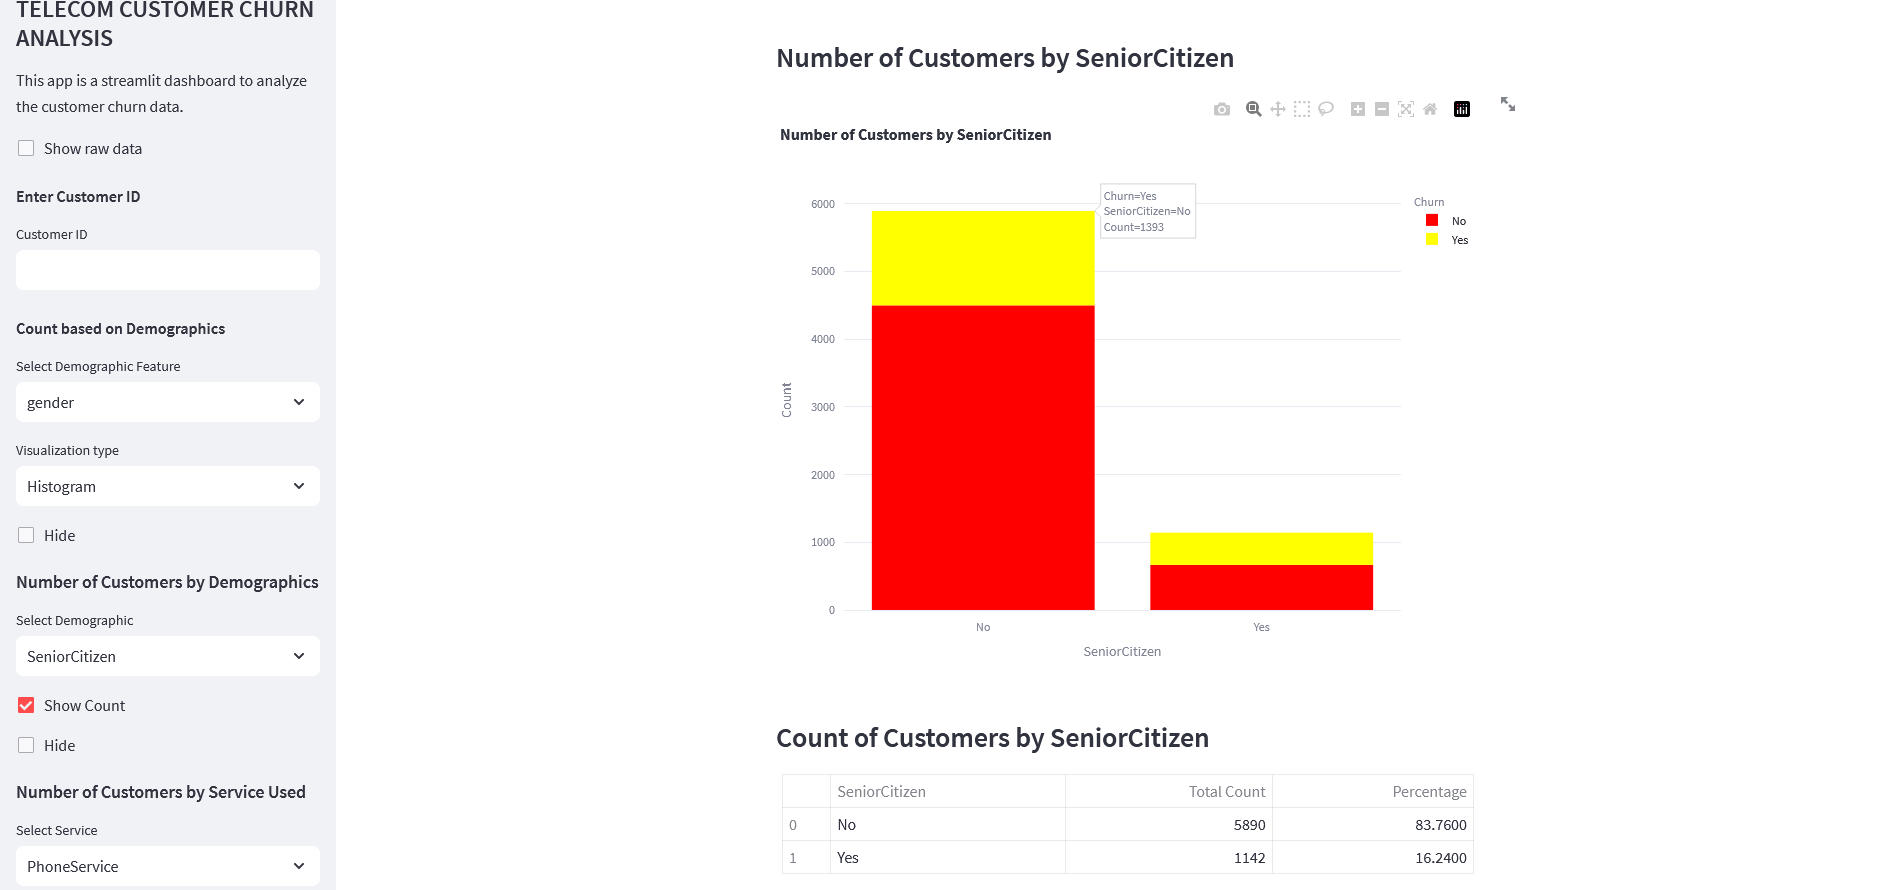 TELECOM CUSTOMER CHURN
ANALYSIS
This app is a streamlit dashboard to analyze
the customer churn data.
Show raw data
Enter Customer ID
Customer ID
Count based on Demographics
Select Demographic Feature
gender
Visualization type
Histogram
Hide
Number of Customers by Demographics
Select Demographic
SeniorCitizen
Show Count
Hide
Number of Customers by Service Used
Select Service
PhoneService
Number of Customers by SeniorCitizen
Number of Customers by SeniorCitizen
Churn=Yes
SeniorCitizen=No
Count=1393
Churn
No
Yes
6000
5000
4000
3000
2000
1000
0
Count
No Yes
SeniorCitizen
Count of Customers by SeniorCitizen
SeniorCitizen Total Count Percentage
0 No 5890 83.7600
1 Yes 1142 16.2400